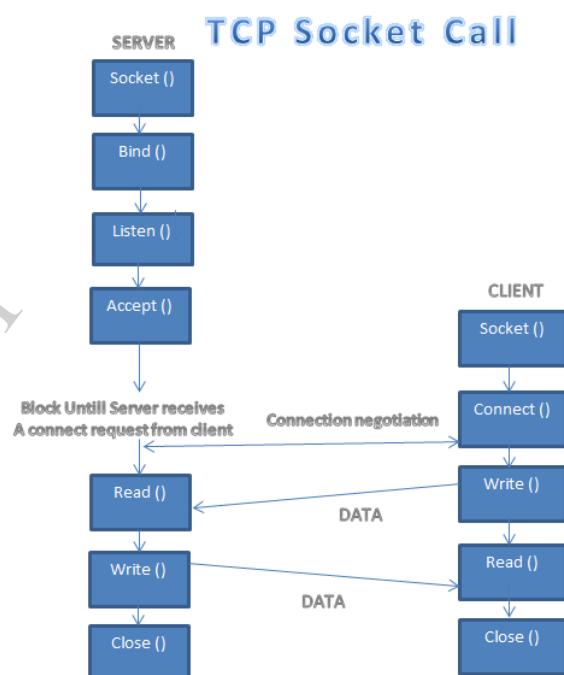 TCP Socket Call
SERVER
Socket ()
Bind ()
Listen ()
Accept ()
Block Untill Server receives
A connect request from client
Read ()
Write ()
Close ()
CLIENT
Socket ()
Connect ()
Write ()
Read ()
Close ()
Connection negotiation
DATA
DATA